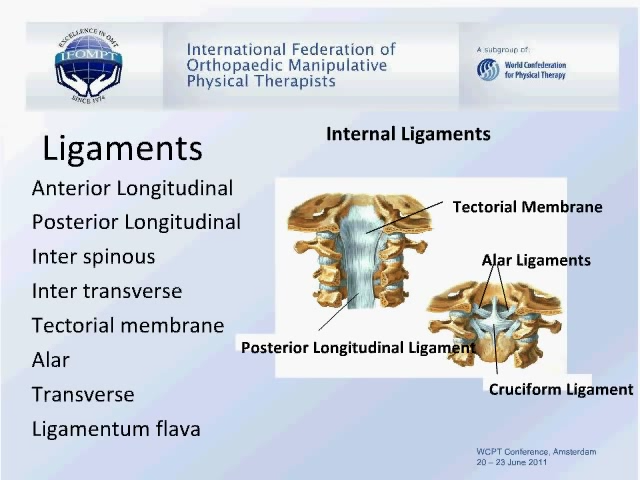 EXCELLENCE IN OMT
IFOMPT
SINCE 1974
International Federation of
Orthopaedic Manipulative
Physical Therapists
A subgroup of:
World Confederation
for Physical Therapy
Ligaments
Anterior Longitudinal
Posterior Longitudinal
Inter spinous
Inter transverse
Tectorial membrane
Alar
Transverse
Ligamentum flava
Internal Ligaments
Tectorial Membrane
Alar Ligaments
Posterior Longitudinal Ligament
Cruciform Ligament
WCPT Conference, Amsterdam
20 – 23 June 2011